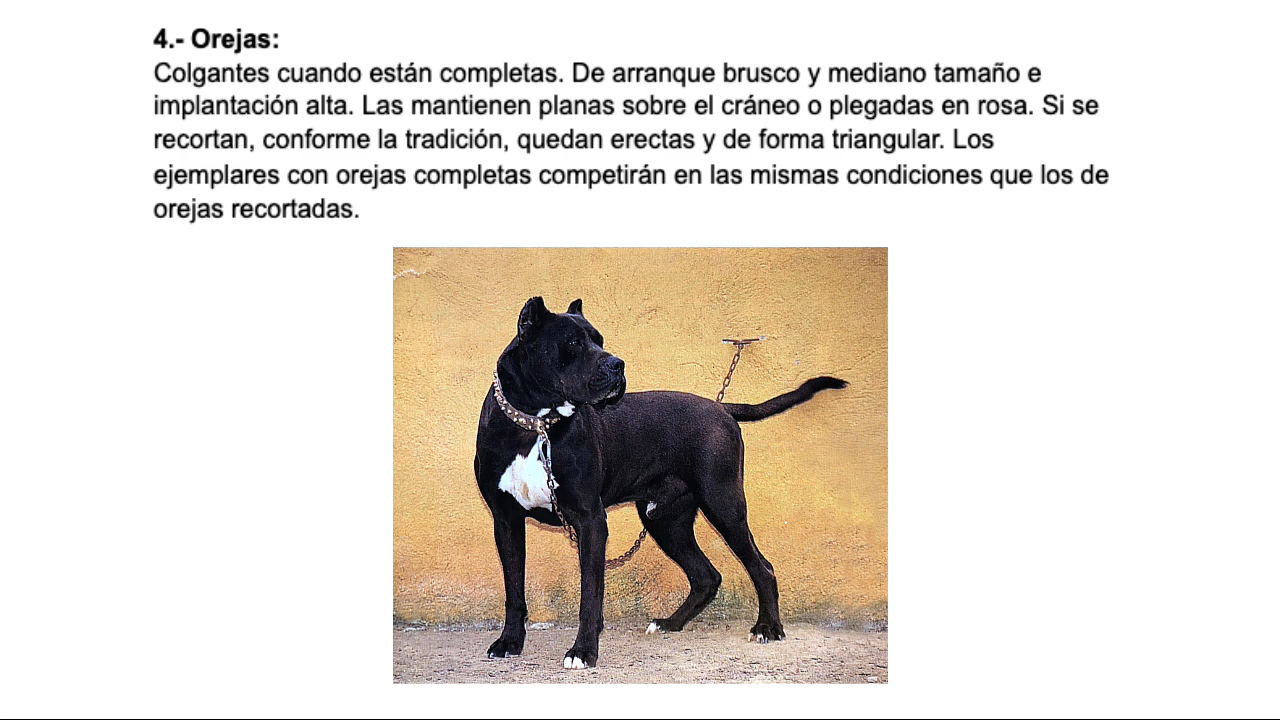 4.- Orejas:
Colgantes cuando están completas. De arranque brusco y mediano tamaño e
implantación alta. Las mantienen planas sobre el cráneo o plegadas en rosa. Si se
recortan, conforme la tradición, quedan erectas y de forma triangular. Los
ejemplares con orejas completas competirán en las mismas condiciones que los de
orejas recortadas.